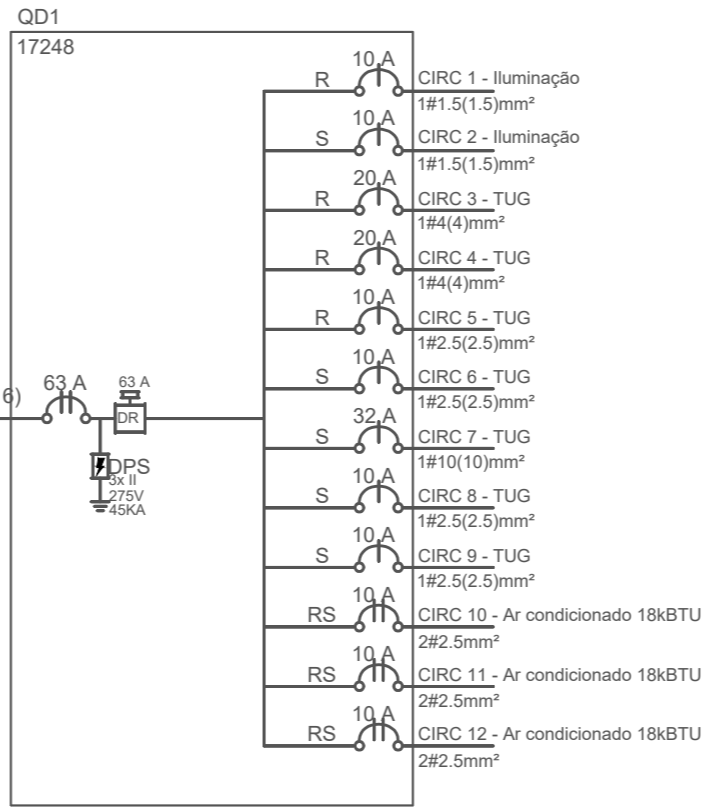 QD1
17248
R
10 A
CIRC 1 - Iluminação
1#1.5(1.5)mm²
S
10 A
CIRC 2 - Iluminação
1#1.5(1.5)mm²
R
20 A
CIRC 3 - TUG
1#4(4)mm²
R
20 A
CIRC 4 - TUG
1#4(4)mm²
R
10 A
CIRC 5 - TUG
1#2.5(2.5)mm²
S
10 A
CIRC 6 - TUG
1#2.5(2.5)mm²
6)
63 A
63 A
DR
DPS
3x II
275V
45KA
S
32 A
CIRC 7 - TUG
1#10(10)mm²
S
10 A
CIRC 8 - TUG
1#2.5(2.5)mm²
S
10 A
CIRC 9 - TUG
1#2.5(2.5)mm²
RS
10 A
CIRC 10 - Ar condicionado 18kBTU
2#2.5mm²
RS
10 A
CIRC 11 - Ar condicionado 18kBTU
2#2.5mm²
RS
10 A
CIRC 12 - Ar condicionado 18kBTU
2#2.5mm²